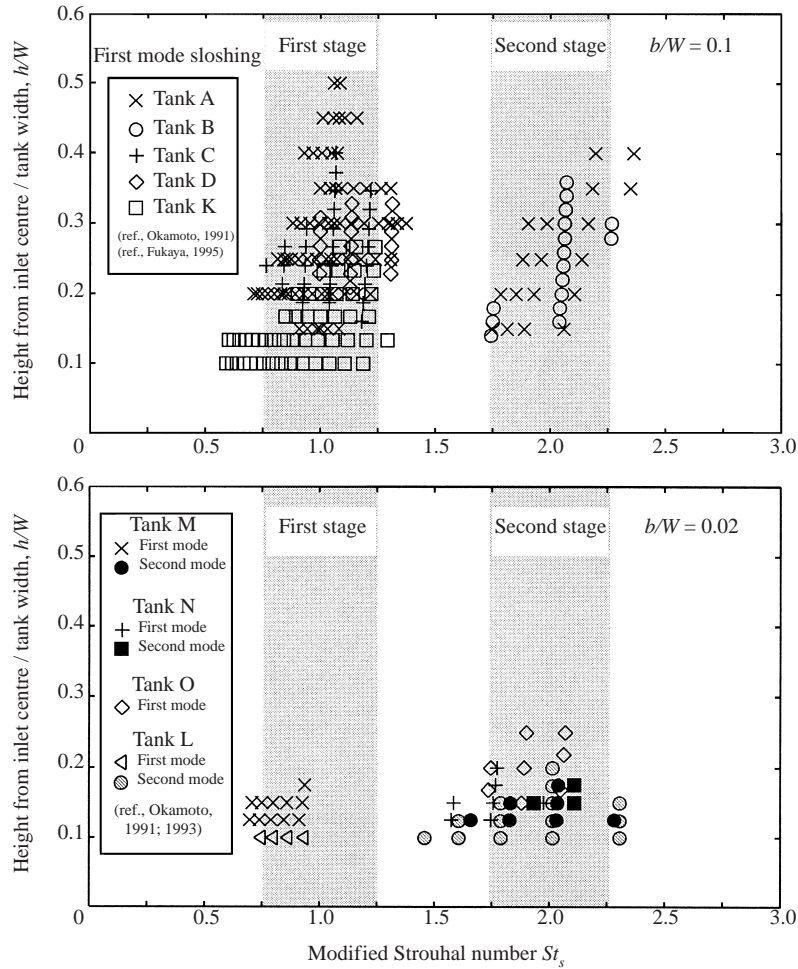 0.6
First mode sloshing
First stage
Second stage
b/W = 0.1
0.5
Tank A
Tank B
Tank C
Tank D
Tank K
(ref., Okamoto, 1991)
(ref., Fukaya, 1995)
0.4
0.3
0.2
0.1
Height from inlet centre / tank width, h/W
0 0.5 1.0 1.5 2.0 2.5 3.0
0.6
First stage
Second stage
b/W = 0.02
0.5
Tank M
First mode
Second mode
Tank N
First mode
Second mode
Tank O
First mode
Tank L
First mode
Second mode
(ref., Okamoto,
1991; 1993)
0.4
0.3
0.2
0.1
Height from inlet centre / tank width, h/W
0 0.5 1.0 1.5 2.0 2.5 3.0
Modified Strouhal number St_s